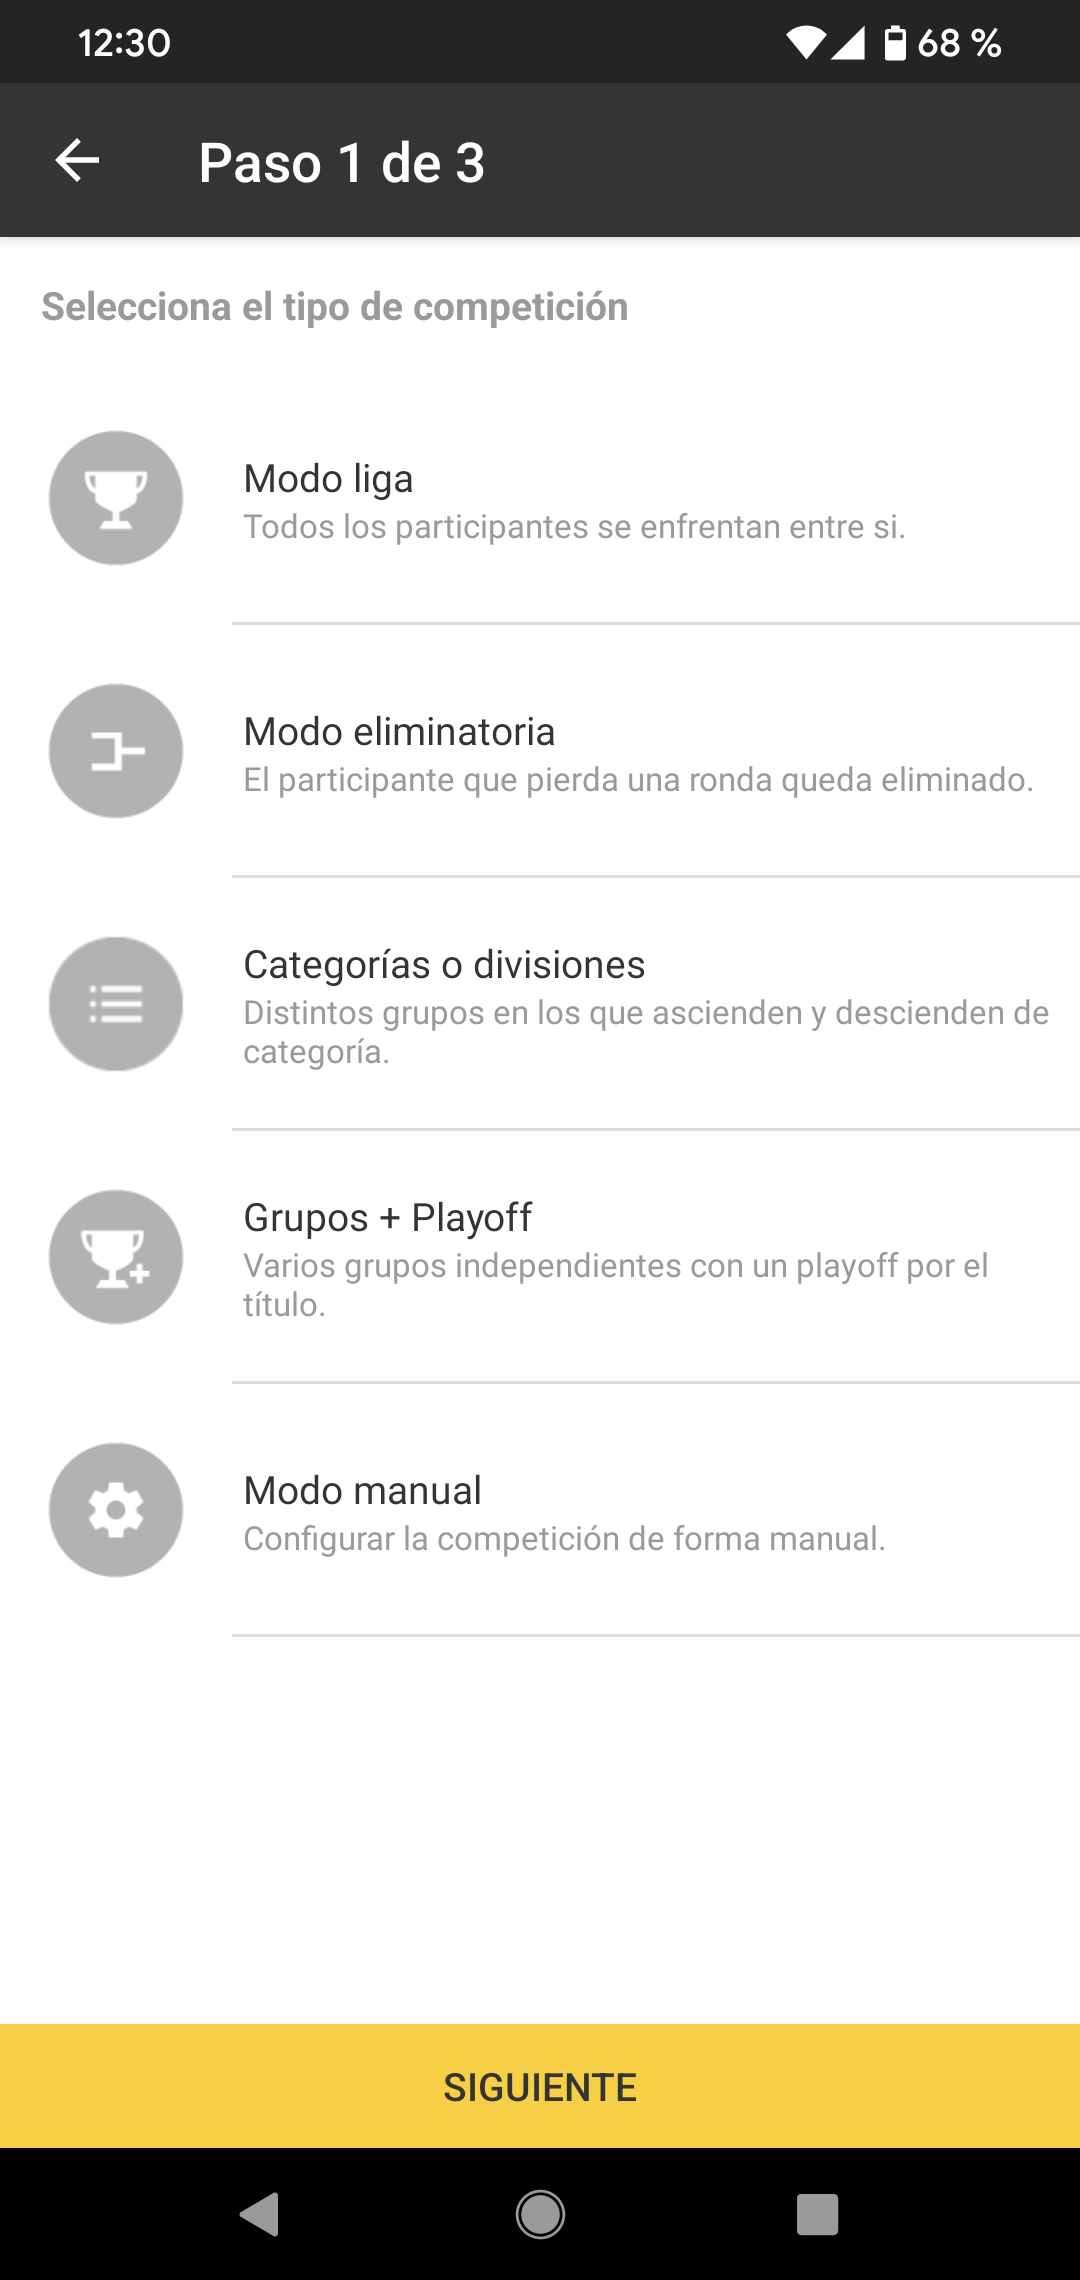 12:30
68 %
Paso 1 de 3
Selecciona el tipo de competición
Modo liga
Todos los participantes se enfrentan entre si.
Modo eliminatoria
El participante que pierda una ronda queda eliminado.
Categorías o divisiones
Distintos grupos en los que ascienden y descienden de
categoría.
Grupos + Playoff
Varios grupos independientes con un playoff por el
título.
Modo manual
Configurar la competición de forma manual.
SIGUIENTE